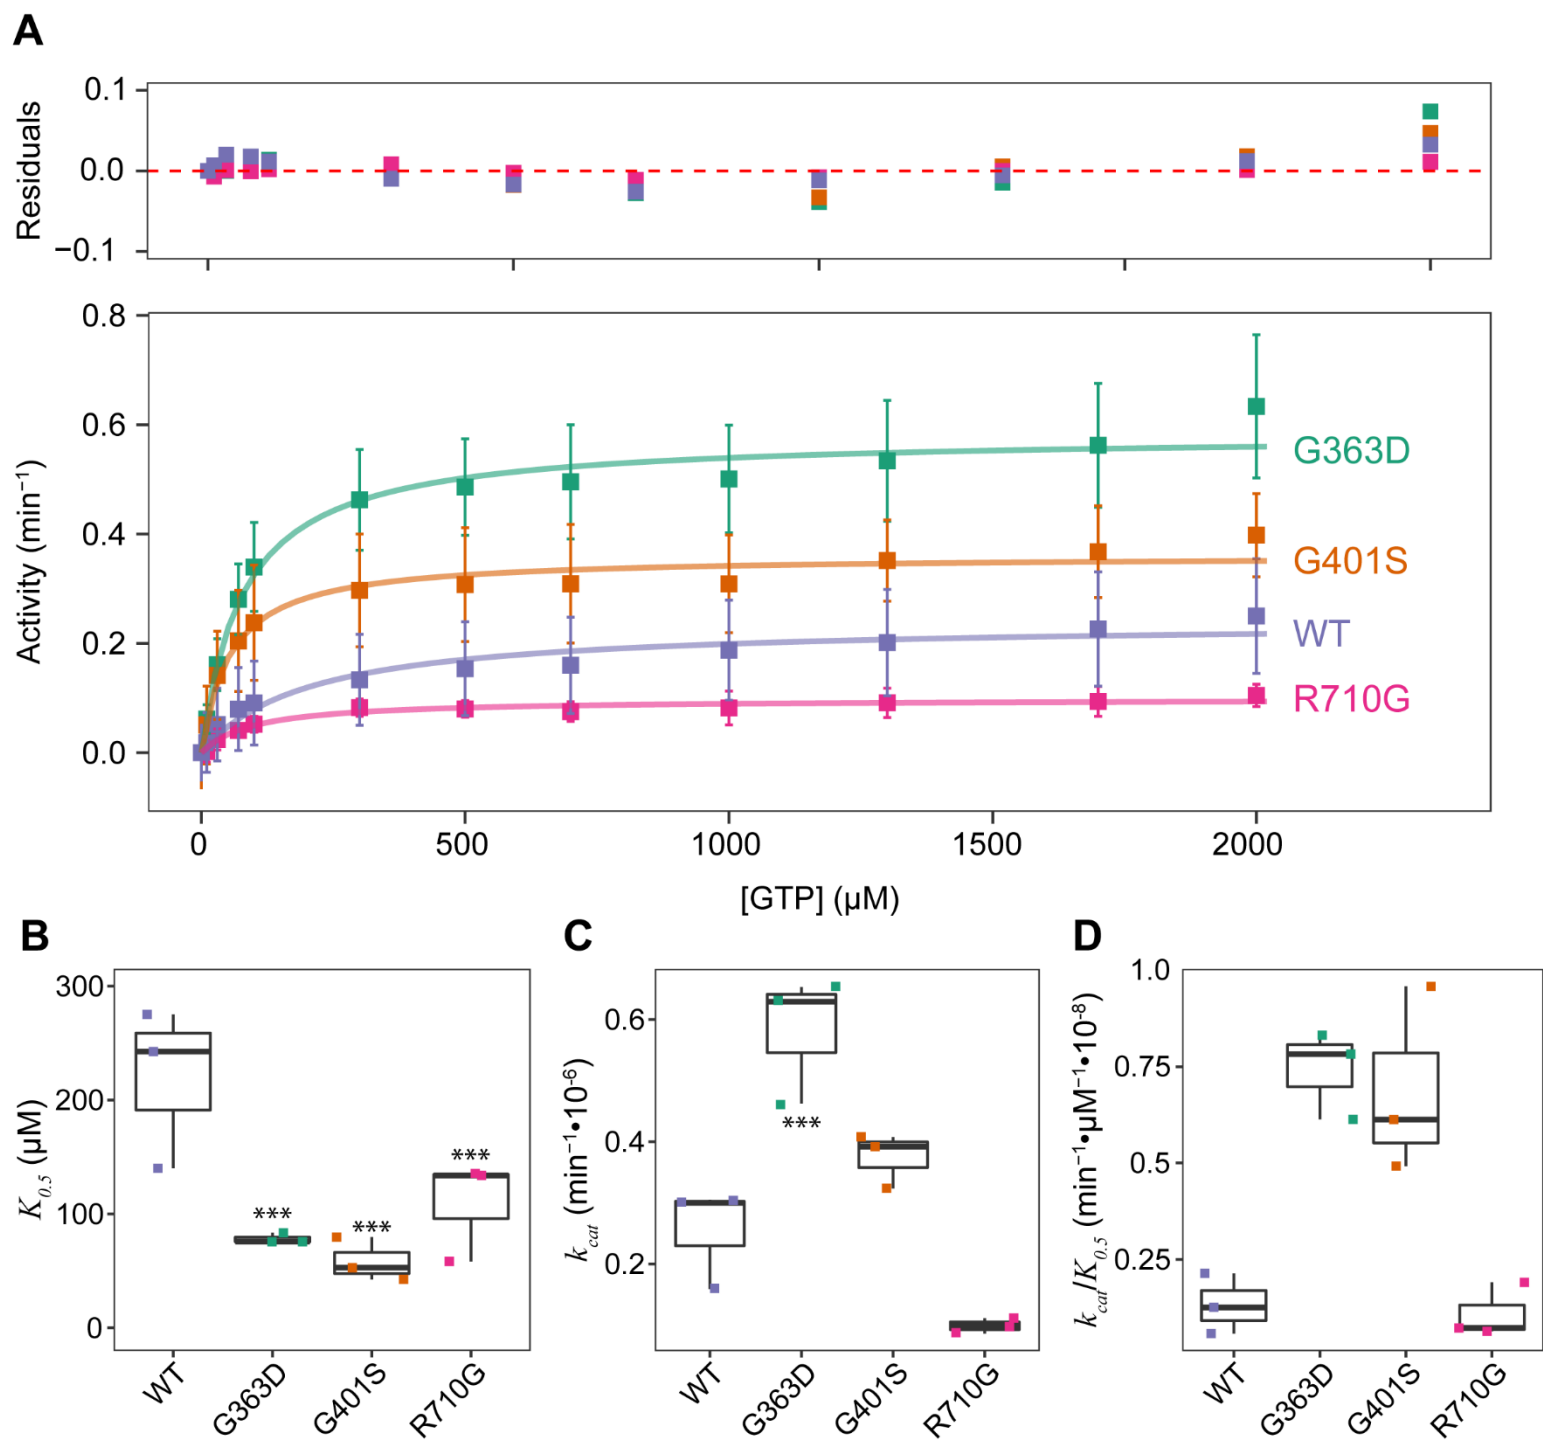 A
Residuals
0.1
0.0
−0.1
Activity (min⁻¹)
0.8
0.6
0.4
0.2
0.0
G363D
G401S
WT
R710G
0 500 1000 1500 2000
[GTP] (µM)
B
K0.5 (µM)
300
200
100
0
***
***
***
WT G363D G401S R710G
C
kcat (min⁻¹•10⁻⁶)
0.6
0.4
0.2
***
WT G363D G401S R710G
D
kcat/K0.5 (min⁻¹•µM⁻¹•10⁻⁸)
1.0
0.75
0.5
0.25
WT G363D G401S R710G